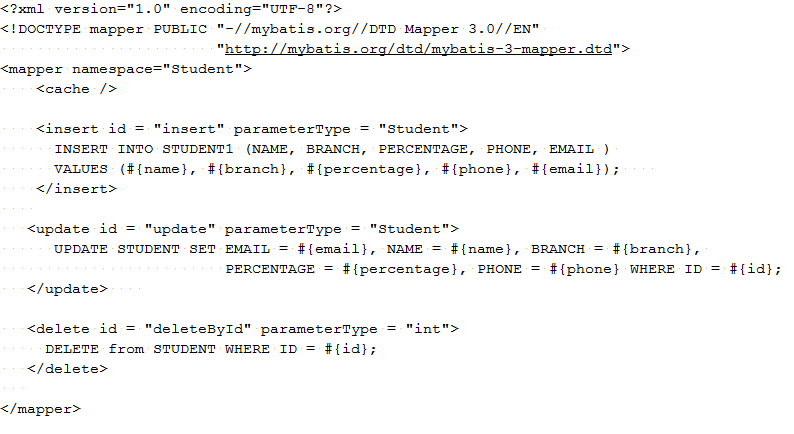 <?xml version="1.0" encoding="UTF-8"?>
<!DOCTYPE mapper PUBLIC "-//mybatis.org//DTD Mapper 3.0//EN"
                        "http://mybatis.org/dtd/mybatis-3-mapper.dtd">
<mapper namespace="Student">
    <cache />

    <insert id = "insert" parameterType = "Student">
      INSERT INTO STUDENT1 (NAME, BRANCH, PERCENTAGE, PHONE, EMAIL )
      VALUES (#{name}, #{branch}, #{percentage}, #{phone}, #{email});
    </insert>

   <update id = "update" parameterType = "Student">
      UPDATE STUDENT SET EMAIL = #{email}, NAME = #{name}, BRANCH = #{branch},
                         PERCENTAGE = #{percentage}, PHONE = #{phone} WHERE ID = #{id};
   </update>

   <delete id = "deleteById" parameterType = "int">
     DELETE from STUDENT WHERE ID = #{id};
   </delete>

</mapper>